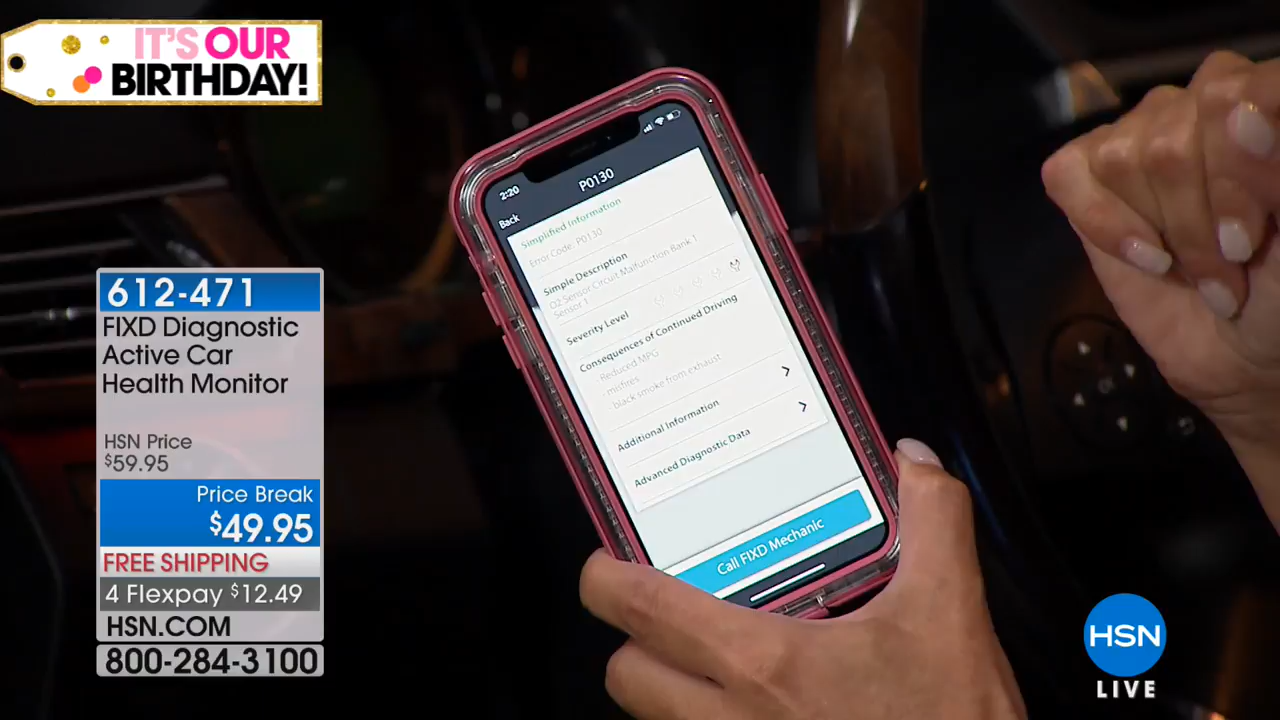 IT'S OUR
BIRTHDAY!
612-471
FIXD Diagnostic
Active Car
Health Monitor
HSN Price
$59.95
Price Break
$49.95
FREE SHIPPING
4 Flexpay $12.49
HSN.COM
800-284-3100
2:20
P0130
Back
Simplified Information
Error Code: P0130
Simple Description
O2 Sensor Circuit Malfunction Bank 1
Sensor 1
Severity Level
Consequences of Continued Driving
- Reduced MPG
- misfires
- black smoke from exhaust
Additional Information
Advanced Diagnostic Data
Call FIXD Mechanic
HSN
LIVE